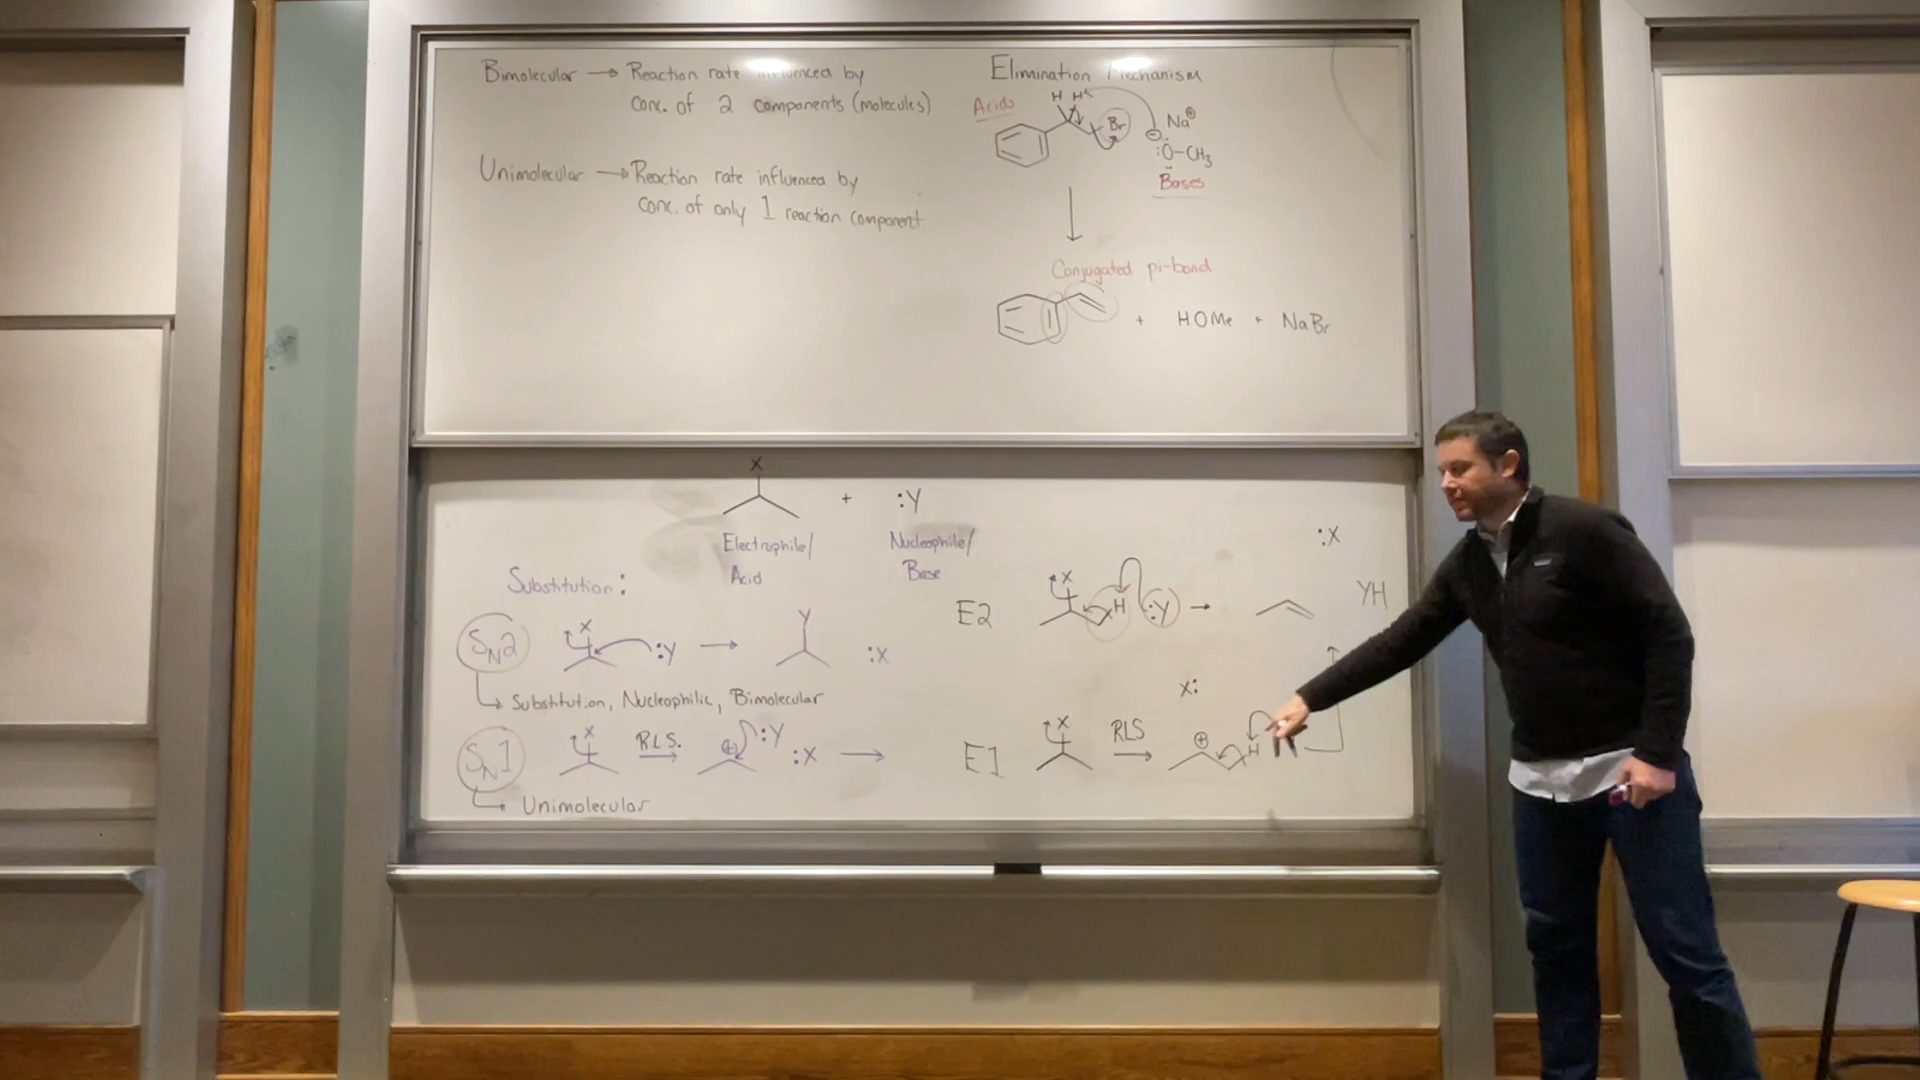 Bimolecular → Reaction rate influenced by
conc. of 2 components (molecules)
Unimolecular → Reaction rate influenced by
conc. of only 1 reaction component
Elimination Mechanism
Acids
H H
Br
Na⊕
⊖
:O-CH3
Bases
Conjugated pi-bond
+ HOMe + NaBr
X
+ :Y
Electrophile/
Acid
Nucleophile/
Base
Substitution:
SN2
X
:Y →
Y
:X
Substitution, Nucleophilic, Bimolecular
SN1
X
R.L.S.
⊕ :Y :X →
Unimolecular
:X
E2
X
H :Y →
YH
X:
E1
X
RLS
⊕
H